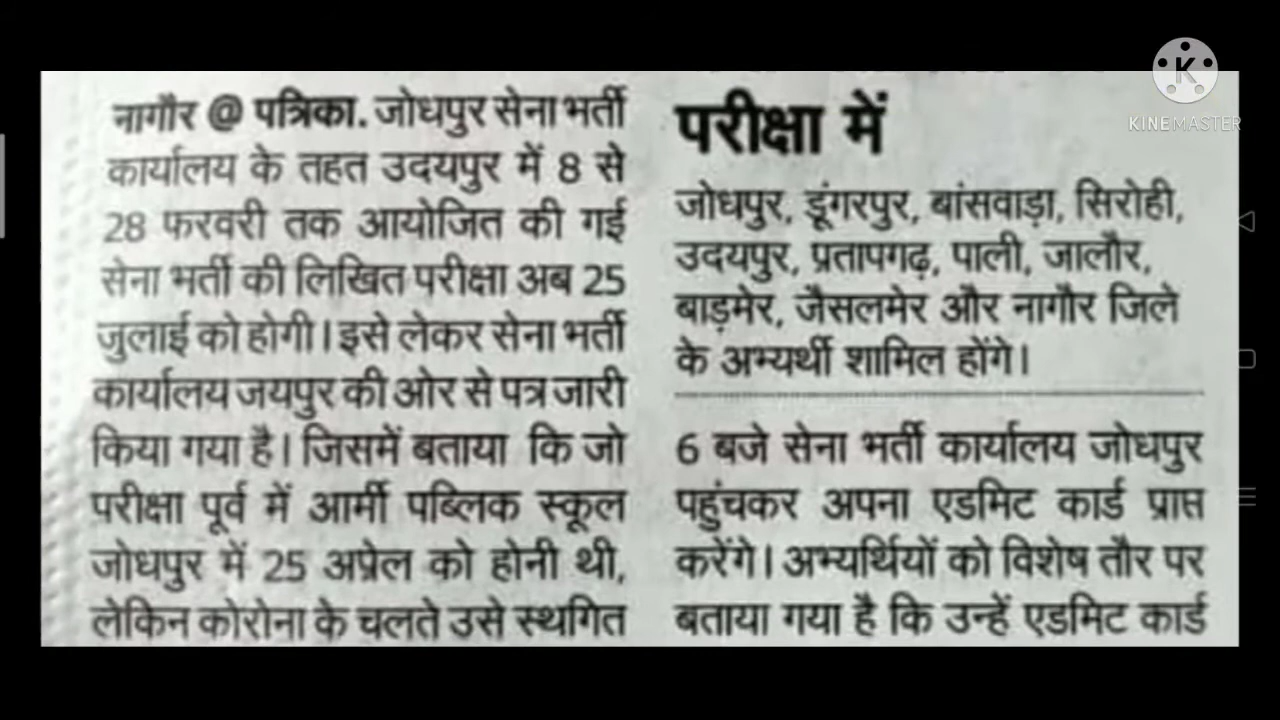 नागौर @ पत्रिका. जोधपुर सेना भर्ती
कार्यालय के तहत उदयपुर में 8 से
28 फरवरी तक आयोजित की गई
सेना भर्ती की लिखित परीक्षा अब 25
जुलाई को होगी। इसे लेकर सेना भर्ती
कार्यालय जयपुर की ओर से पत्र जारी
किया गया है। जिसमें बताया कि जो
परीक्षा पूर्व में आर्मी पब्लिक स्कूल
जोधपुर में 25 अप्रेल को होनी थी,
लेकिन कोरोना के चलते उसे स्थगित
परीक्षा में
जोधपुर, डूंगरपुर, बांसवाड़ा, सिरोही,
उदयपुर, प्रतापगढ़, पाली, जालौर,
बाड़मेर, जैसलमेर और नागौर जिले
के अभ्यर्थी शामिल होंगे।
6 बजे सेना भर्ती कार्यालय जोधपुर
पहुंचकर अपना एडमिट कार्ड प्राप्त
करेंगे। अभ्यर्थियों को विशेष तौर पर
बताया गया है कि उन्हें एडमिट कार्ड
K
KINEMASTER